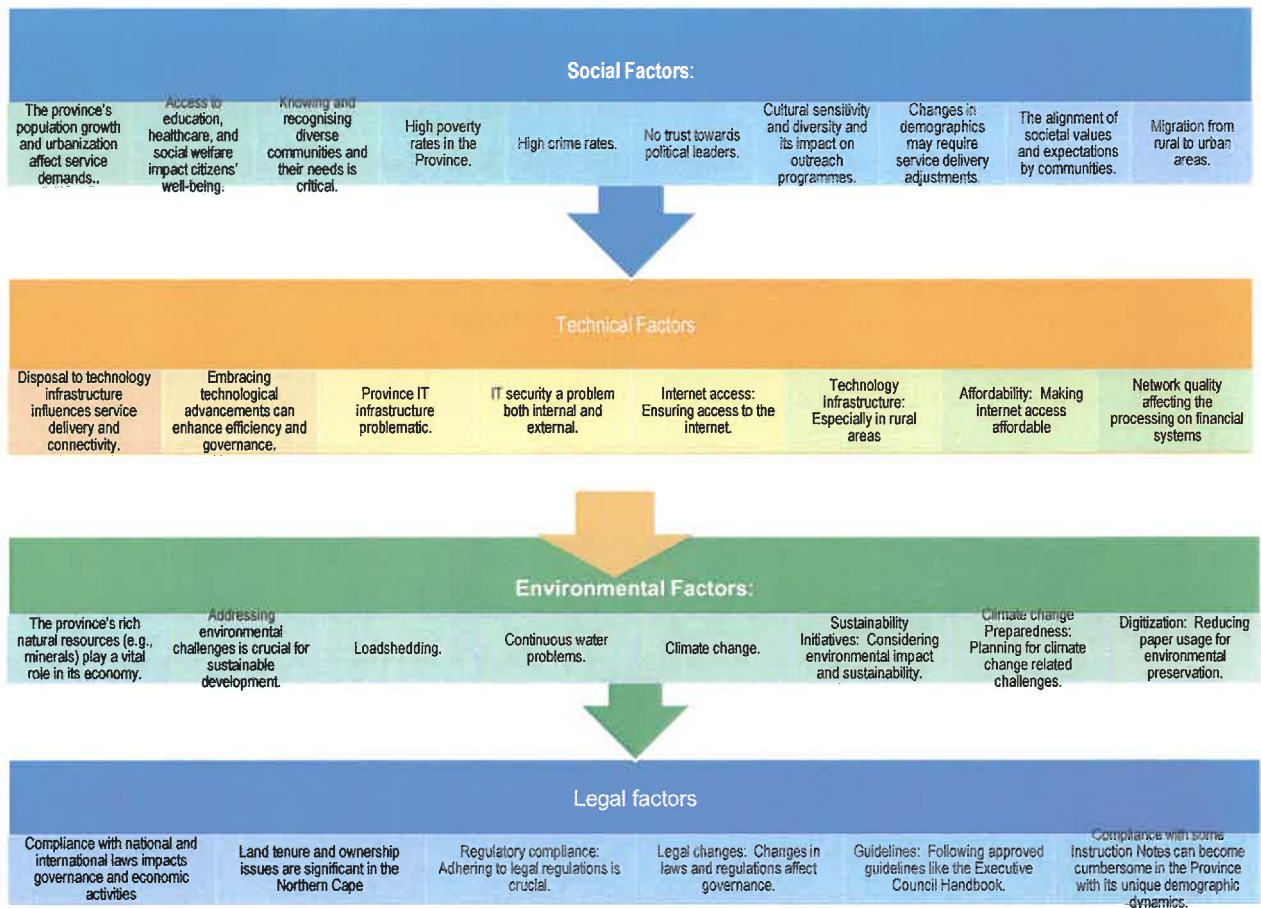 Social Factors:
The province's
population growth
and urbanization
affect service
demands..
Access to
education,
healthcare, and
social welfare
impact citizens'
well-being.
Knowing and
recognising
diverse
communities and
their needs is
critical.
High poverty
rates in the
Province.
High crime rates.
No trust towards
political leaders.
Cultural sensitivity
and diversity and
its impact on
outreach
programmes.
Changes in
demographics
may require
service delivery
adjustments.
The alignment of
societal values
and expectations
by communities.
Migration from
rural to urban
areas.
Technical Factors
Disposal to technology
infrastructure
influences service
delivery and
connectivity.
Embracing
technological
advancements can
enhance efficiency and
governance.
Province IT
infrastructure
problematic.
IT security a problem
both internal and
external.
Internet access:
Ensuring access to the
internet.
Technology
infrastructure:
Especially in rural
areas
Affordability: Making
internet access
affordable
Network quality
affecting the
processing on financial
systems
Environmental Factors:
The province's rich
natural resources (e.g.,
minerals) play a vital
role in its economy.
Addressing
environmental
challenges is crucial for
sustainable
development.
Loadshedding.
Continuous water
problems.
Climate change.
Sustainability
Initiatives: Considering
environmental impact
and sustainability.
Climate change
Preparedness:
Planning for climate
change related
challenges.
Digitization: Reducing
paper usage for
environmental
preservation.
Legal factors
Compliance with national and
international laws impacts
governance and economic
activities
Land tenure and ownership
issues are significant in the
Northern Cape
Regulatory compliance:
Adhering to legal regulations is
crucial.
Legal changes: Changes in
laws and regulations affect
governance.
Guidelines: Following approved
guidelines like the Executive
Council Handbook.
Compliance with some
Instruction Notes can become
cumbersome in the Province
with its unique demographic
dynamics.